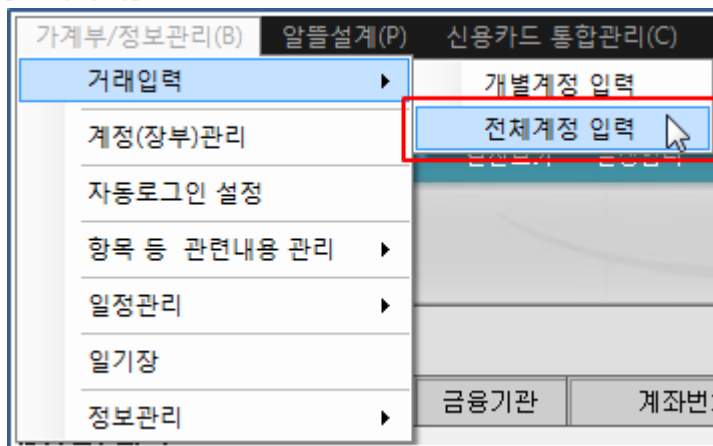 가계부/정보관리(B) 알뜰설계(P) 신용카드 통합관리(C)
거래입력 개별계정 입력
전체계정 입력
계정(장부)관리
자동로그인 설정
항목 등 관련내용 관리
일정관리
일기장
금융기관
정보관리